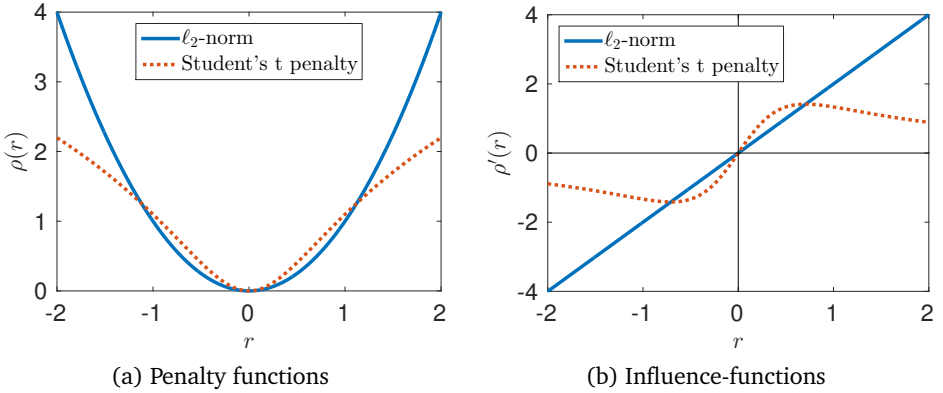 4
3
2
1
0
ρ(r)
ℓ₂-norm
Student's t penalty
-2
-1
0
1
2
r
(a) Penalty functions
4
2
0
-2
-4
ρ′(r)
ℓ₂-norm
Student's t penalty
-2
-1
0
1
2
r
(b) Influence-functions